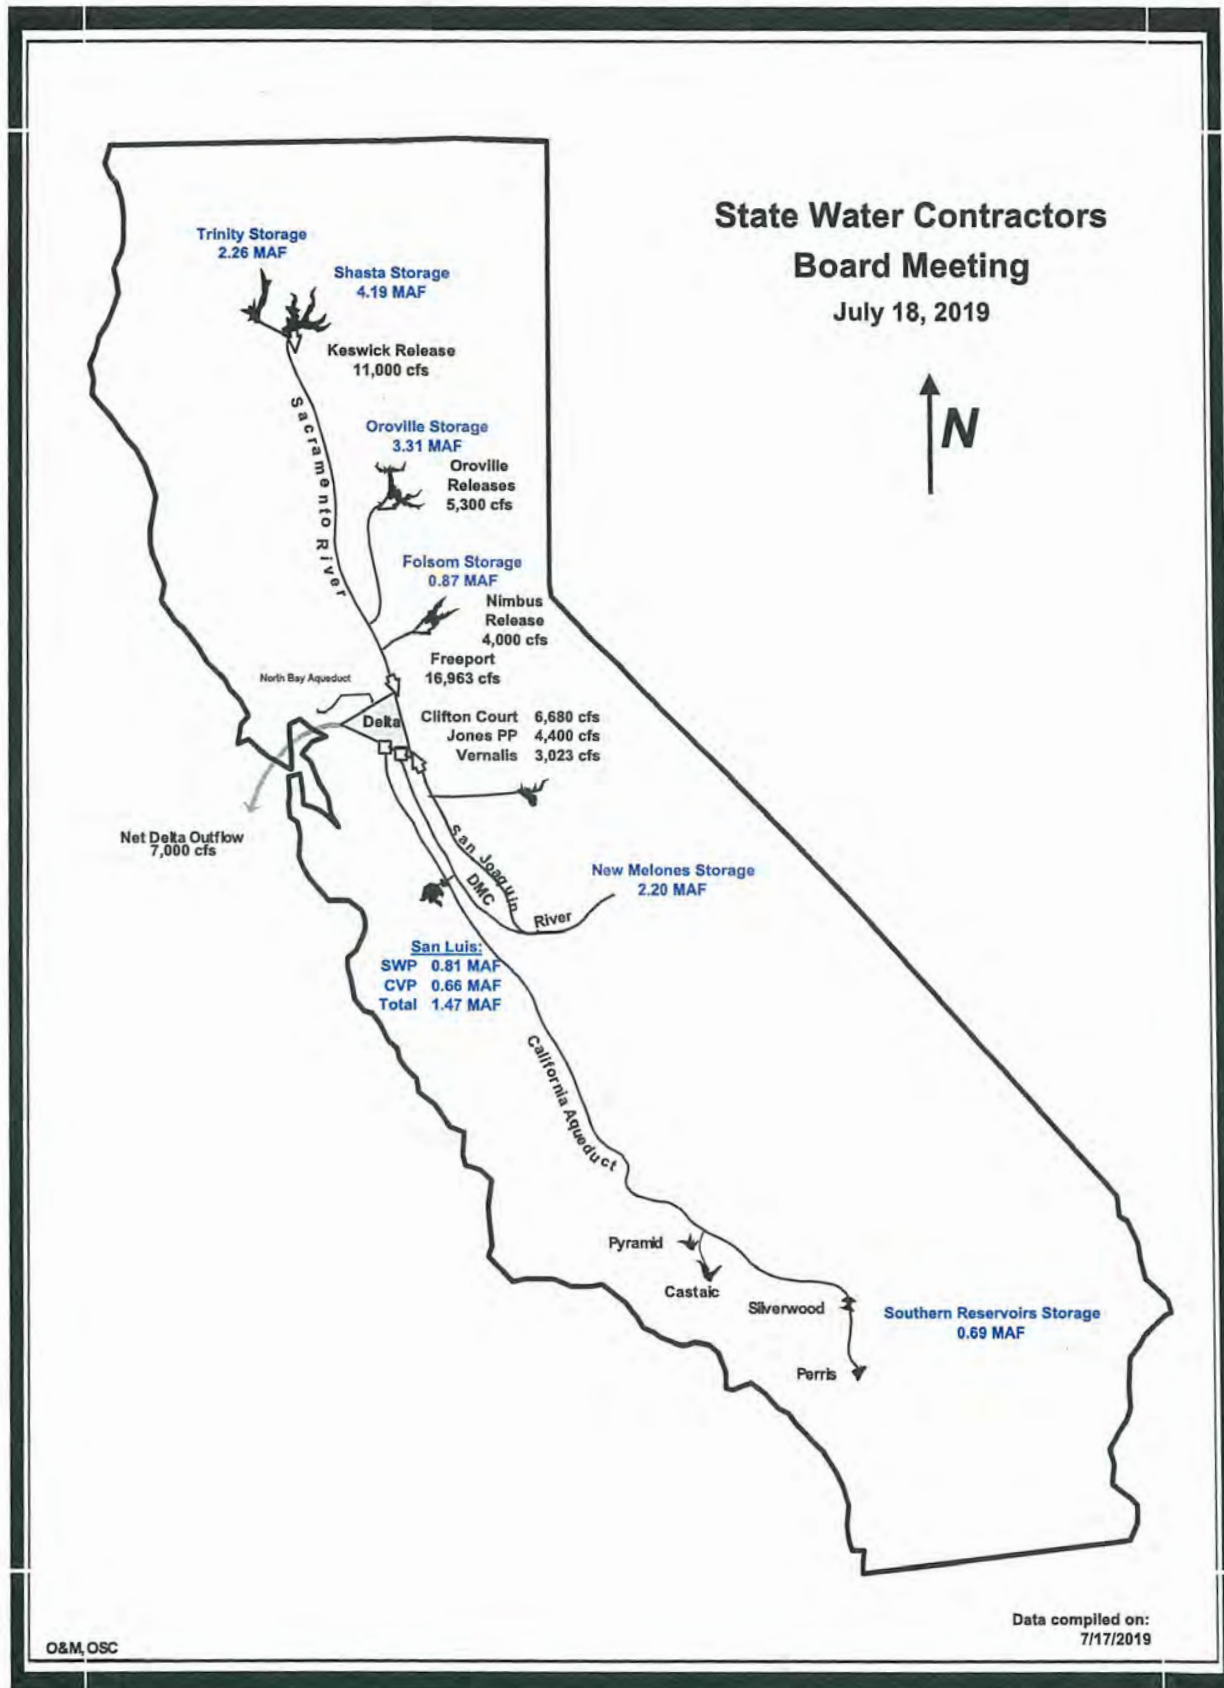 State Water Contractors
Board Meeting
July 18, 2019
N
Trinity Storage
2.26 MAF
Shasta Storage
4.19 MAF
Keswick Release
11,000 cfs
Sacramento River
Oroville Storage
3.31 MAF
Oroville
Releases
5,300 cfs
Folsom Storage
0.87 MAF
Nimbus
Release
4,000 cfs
Freeport
16,963 cfs
North Bay Aqueduct
Delta
Clifton Court 6,680 cfs
Jones PP 4,400 cfs
Vernalis 3,023 cfs
Net Delta Outflow
7,000 cfs
San Joaquin
River
DMC
New Melones Storage
2.20 MAF
San Luis:
SWP 0.81 MAF
CVP 0.66 MAF
Total 1.47 MAF
California Aqueduct
Pyramid
Castaic
Silverwood
Perris
Southern Reservoirs Storage
0.69 MAF
Data compiled on:
7/17/2019
O&M, OSC